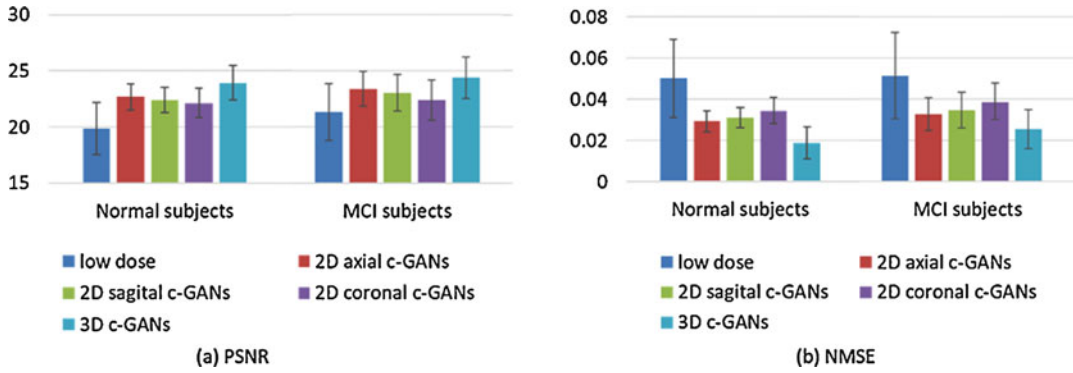 30
25
20
15
Normal subjects MCI subjects
low dose 2D axial c-GANs
2D sagital c-GANs 2D coronal c-GANs
3D c-GANs
(a) PSNR
0.08
0.06
0.04
0.02
0
Normal subjects MCI subjects
low dose 2D axial c-GANs
2D sagital c-GANs 2D coronal c-GANs
3D c-GANs
(b) NMSE